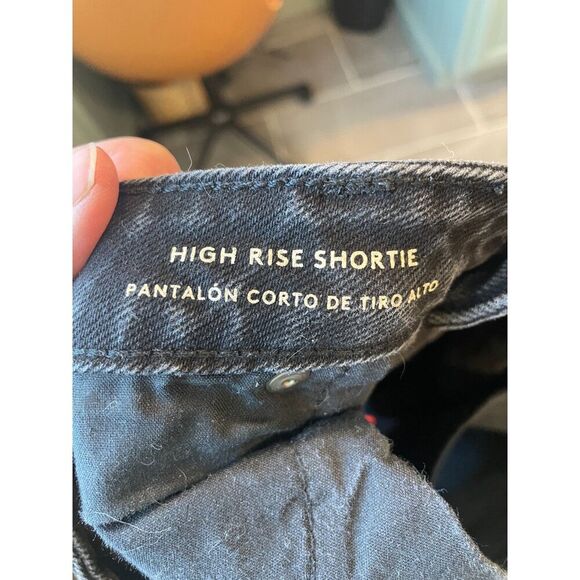 HIGH RISE SHORTIE
PANTALÓN CORTO DE TIRO ALTO